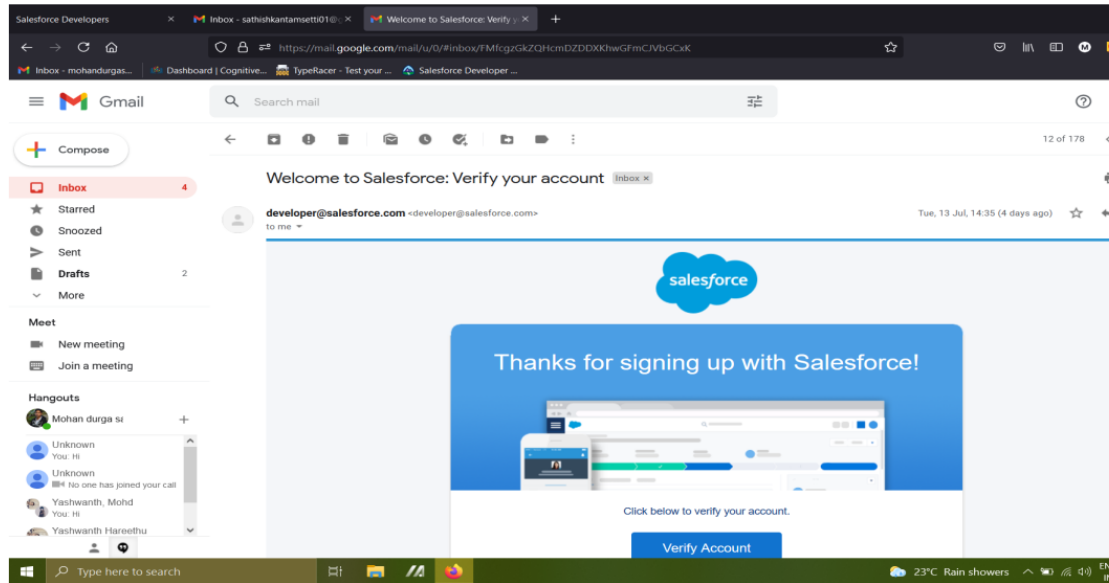 Salesforce Developers
Inbox - sathishkantamsetti01@
Welcome to Salesforce: Verify y
https://mail.google.com/mail/u/0/#inbox/FMfcgzGkZQHcmDZDDXKhwGFmCJVbGCxK
Inbox - mohandurgas...
Dashboard | Cognitive...
TypeRacer - Test your ...
Salesforce Developer ...
Gmail
Search mail
Compose
12 of 178
Inbox 4
Starred
Snoozed
Sent
Drafts 2
More
Welcome to Salesforce: Verify your account Inbox ×
developer@salesforce.com <developer@salesforce.com>
Tue, 13 Jul, 14:35 (4 days ago)
to me
salesforce
Thanks for signing up with Salesforce!
Click below to verify your account.
Verify Account
Meet
New meeting
Join a meeting
Hangouts
Mohan durga sa
Unknown
You: Hi
Unknown
No one has joined your call
Yashwanth, Mohd
You: Hi
Yashwanth Hareethu
Type here to search
23°C Rain showers
EN